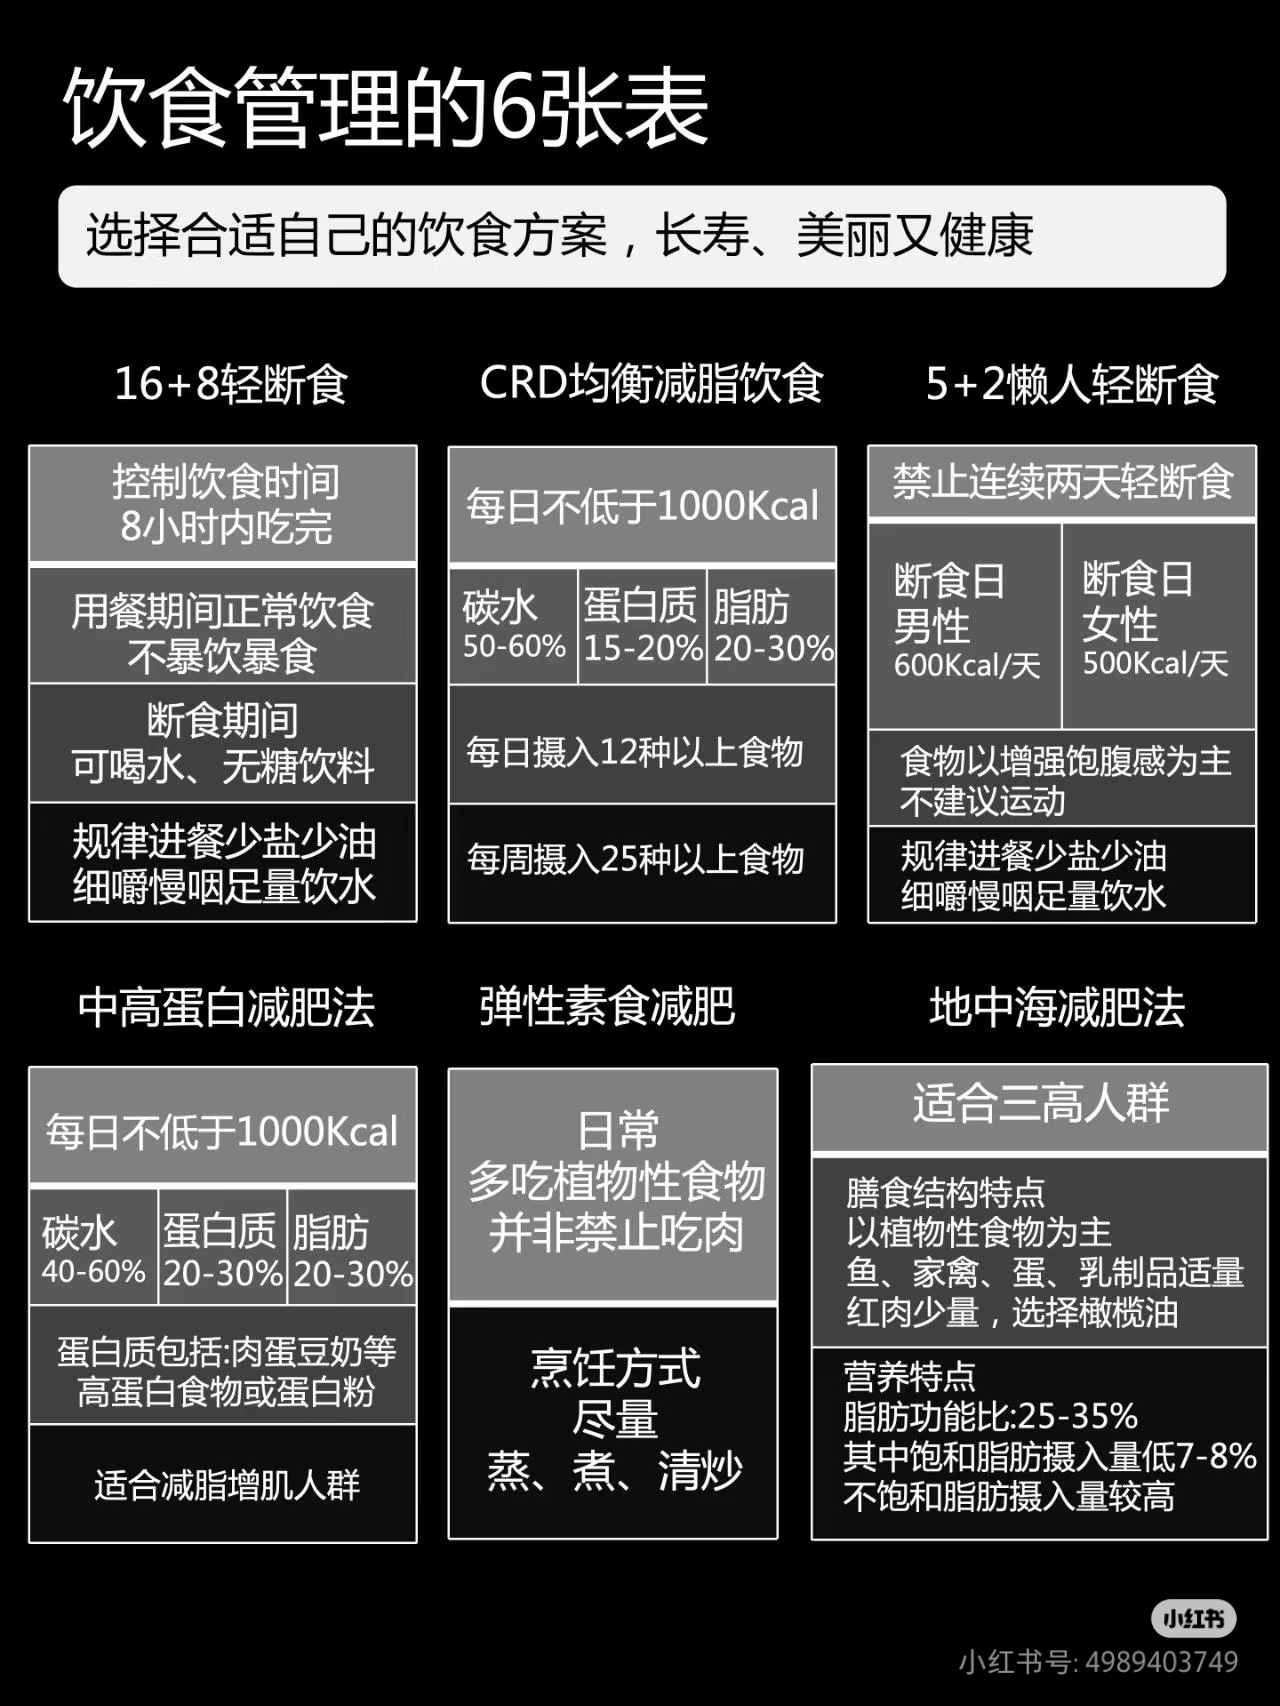 饮食管理的6张表
选择合适自己的饮食方案，长寿、美丽又健康
16+8轻断食
控制饮食时间
8小时内吃完
用餐期间正常饮食
不暴饮暴食
断食期间
可喝水、无糖饮料
规律进餐少盐少油
细嚼慢咽足量饮水
CRD均衡减脂饮食
每日不低于1000Kcal
碳水
50-60%
蛋白质
15-20%
脂肪
20-30%
每日摄入12种以上食物
每周摄入25种以上食物
5+2懒人轻断食
禁止连续两天轻断食
断食日
男性
600Kcal/天
断食日
女性
500Kcal/天
食物以增强饱腹感为主
不建议运动
规律进餐少盐少油
细嚼慢咽足量饮水
中高蛋白减肥法
每日不低于1000Kcal
碳水
40-60%
蛋白质
20-30%
脂肪
20-30%
蛋白质包括:肉蛋豆奶等
高蛋白食物或蛋白粉
适合减脂增肌人群
弹性素食减肥
日常
多吃植物性食物
并非禁止吃肉
烹饪方式
尽量
蒸、煮、清炒
地中海减肥法
适合三高人群
膳食结构特点
以植物性食物为主
鱼、家禽、蛋、乳制品适量
红肉少量，选择橄榄油
营养特点
脂肪功能比:25-35%
其中饱和脂肪摄入量低7-8%
不饱和脂肪摄入量较高
小红书
小红书号: 4989403749